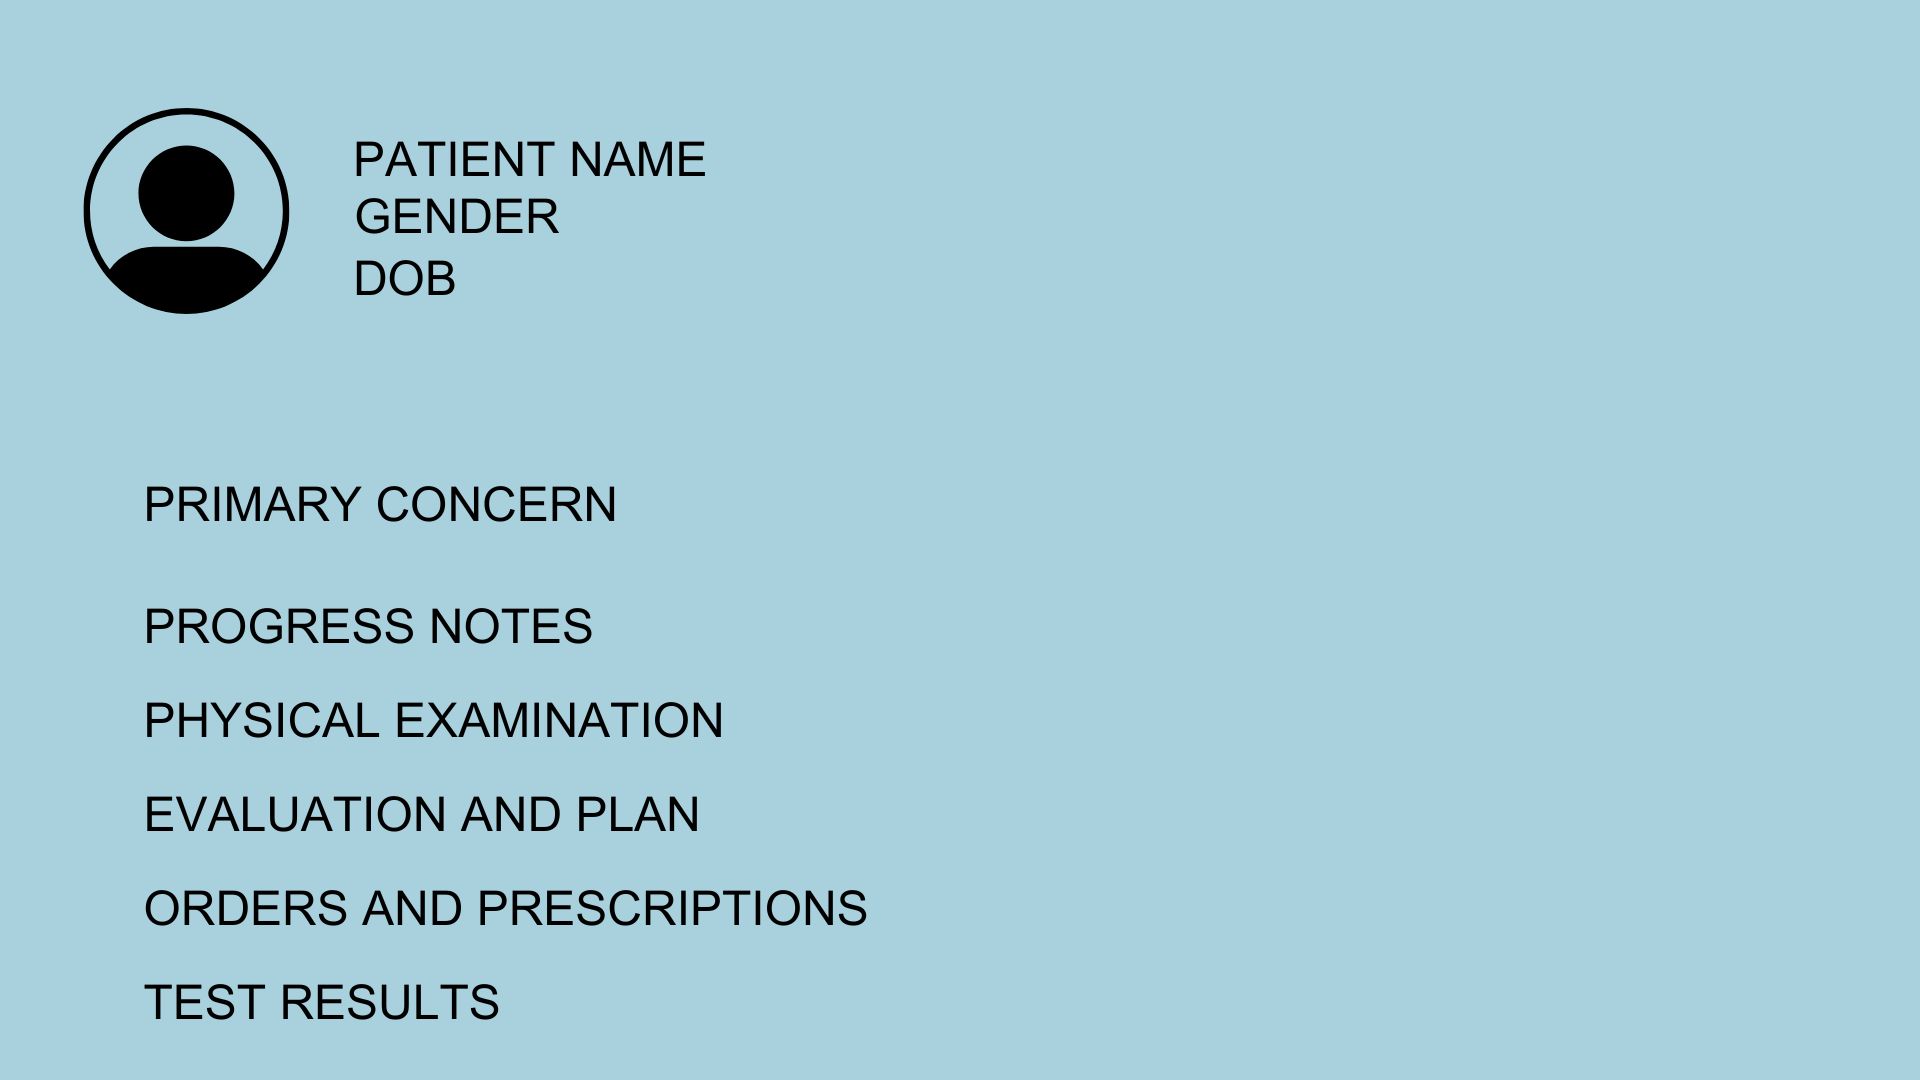 PATIENT NAME
GENDER
DOB
PRIMARY CONCERN
PROGRESS NOTES
PHYSICAL EXAMINATION
EVALUATION AND PLAN
ORDERS AND PRESCRIPTIONS
TEST RESULTS